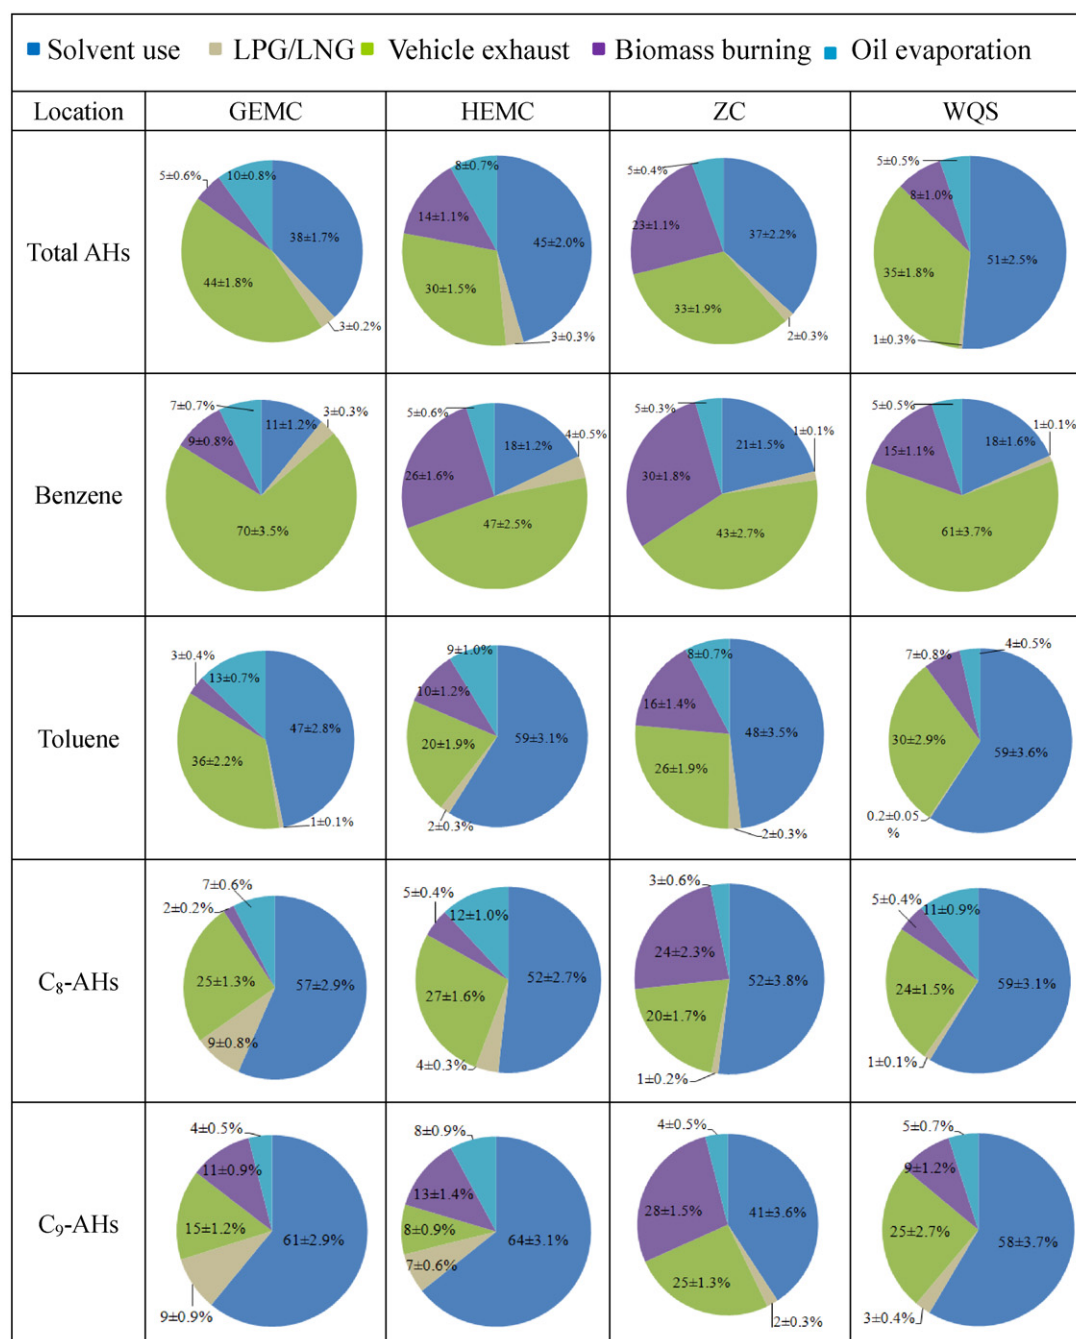 Solvent use LPG/LNG Vehicle exhaust Biomass burning Oil evaporation
Location GEMC HEMC ZC WQS
Total AHs
5±0.6% 10±0.8% 38±1.7% 44±1.8% 3±0.2%
8±0.7% 14±1.1% 45±2.0% 30±1.5% 3±0.3%
5±0.4% 23±1.1% 37±2.2% 33±1.9% 2±0.3%
5±0.5% 8±1.0% 51±2.5% 35±1.8% 1±0.3%
Benzene
7±0.7% 11±1.2% 3±0.3% 9±0.8% 70±3.5%
5±0.6% 18±1.2% 4±0.5% 26±1.6% 47±2.5%
5±0.3% 21±1.5% 1±0.1% 30±1.8% 43±2.7%
5±0.5% 18±1.6% 1±0.1% 15±1.1% 61±3.7%
Toluene
3±0.4% 13±0.7% 47±2.8% 36±2.2% 1±0.1%
9±1.0% 10±1.2% 59±3.1% 20±1.9% 2±0.3%
8±0.7% 16±1.4% 48±3.5% 26±1.9% 2±0.3%
7±0.8% 4±0.5% 30±2.9% 59±3.6% 0.2±0.05
%
C₈-AHs
7±0.6% 2±0.2% 25±1.3% 57±2.9% 9±0.8%
5±0.4% 12±1.0% 27±1.6% 52±2.7% 4±0.3%
3±0.6% 24±2.3% 52±3.8% 20±1.7% 1±0.2%
5±0.4% 11±0.9% 24±1.5% 59±3.1% 1±0.1%
C₉-AHs
4±0.5% 11±0.9% 15±1.2% 61±2.9% 9±0.9%
8±0.9% 13±1.4% 8±0.9% 64±3.1% 7±0.6%
4±0.5% 28±1.5% 41±3.6% 25±1.3% 2±0.3%
5±0.7% 9±1.2% 25±2.7% 58±3.7% 3±0.4%